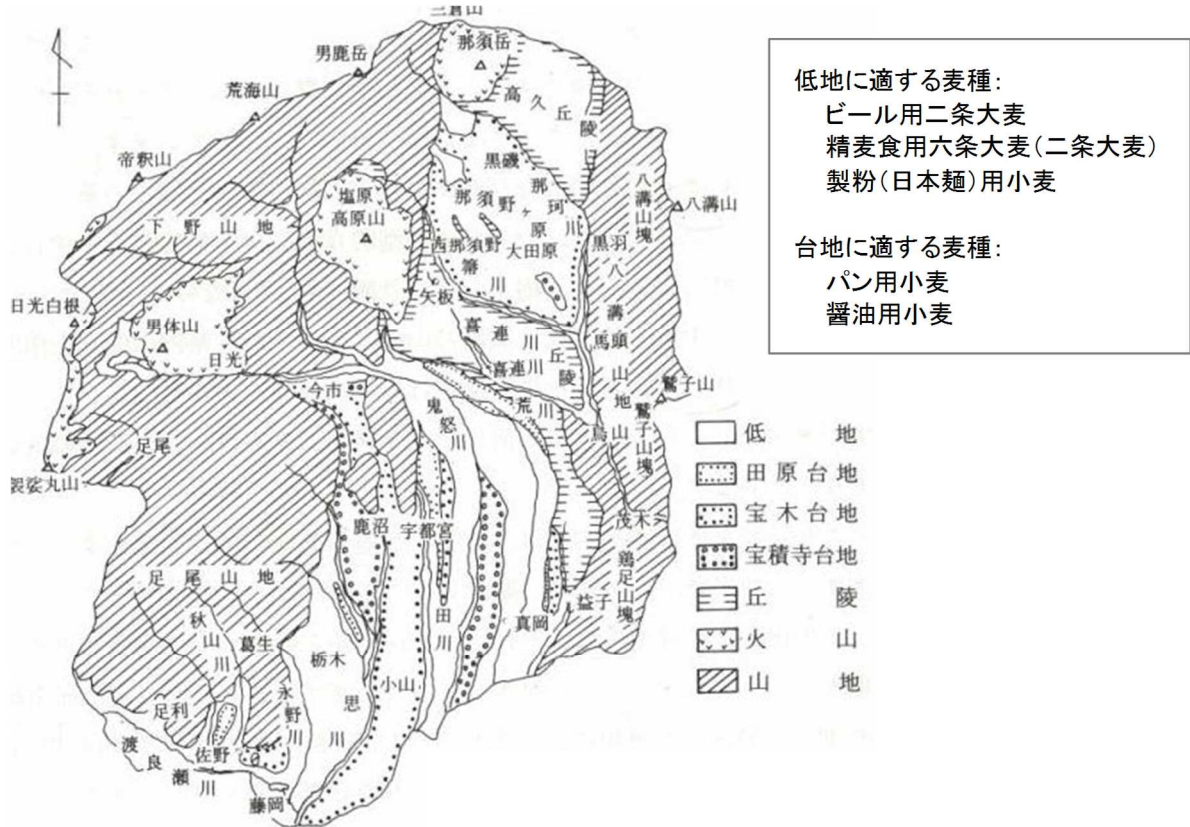 三倉山
那須岳
男鹿岳
高久丘陵
荒海山
帝釈山
黒磯
那須野ヶ原
那珂川
八溝山塊
八溝山
塩原
高原山
下野山地
西那須野
大田原
黒羽
箒川
八溝山地
日光白根
男体山
日光
矢板
喜連川丘陵
喜連川
馬頭
鷲子山
今市
鬼怒川
荒川
烏山
鷲子山塊
足尾
袈裟丸山
鹿沼
宇都宮
茂木
鶏足山塊
足尾山地
益子
秋山川
葛生
田川
真岡
栃木
思川
小山
永野川
足利
佐野
渡良瀬川
藤岡
低地
田原台地
宝木台地
宝積寺台地
丘陵
火山
山地
低地に適する麦種:
ビール用二条大麦
精麦食用六条大麦(二条大麦)
製粉(日本麺)用小麦
台地に適する麦種:
パン用小麦
醤油用小麦